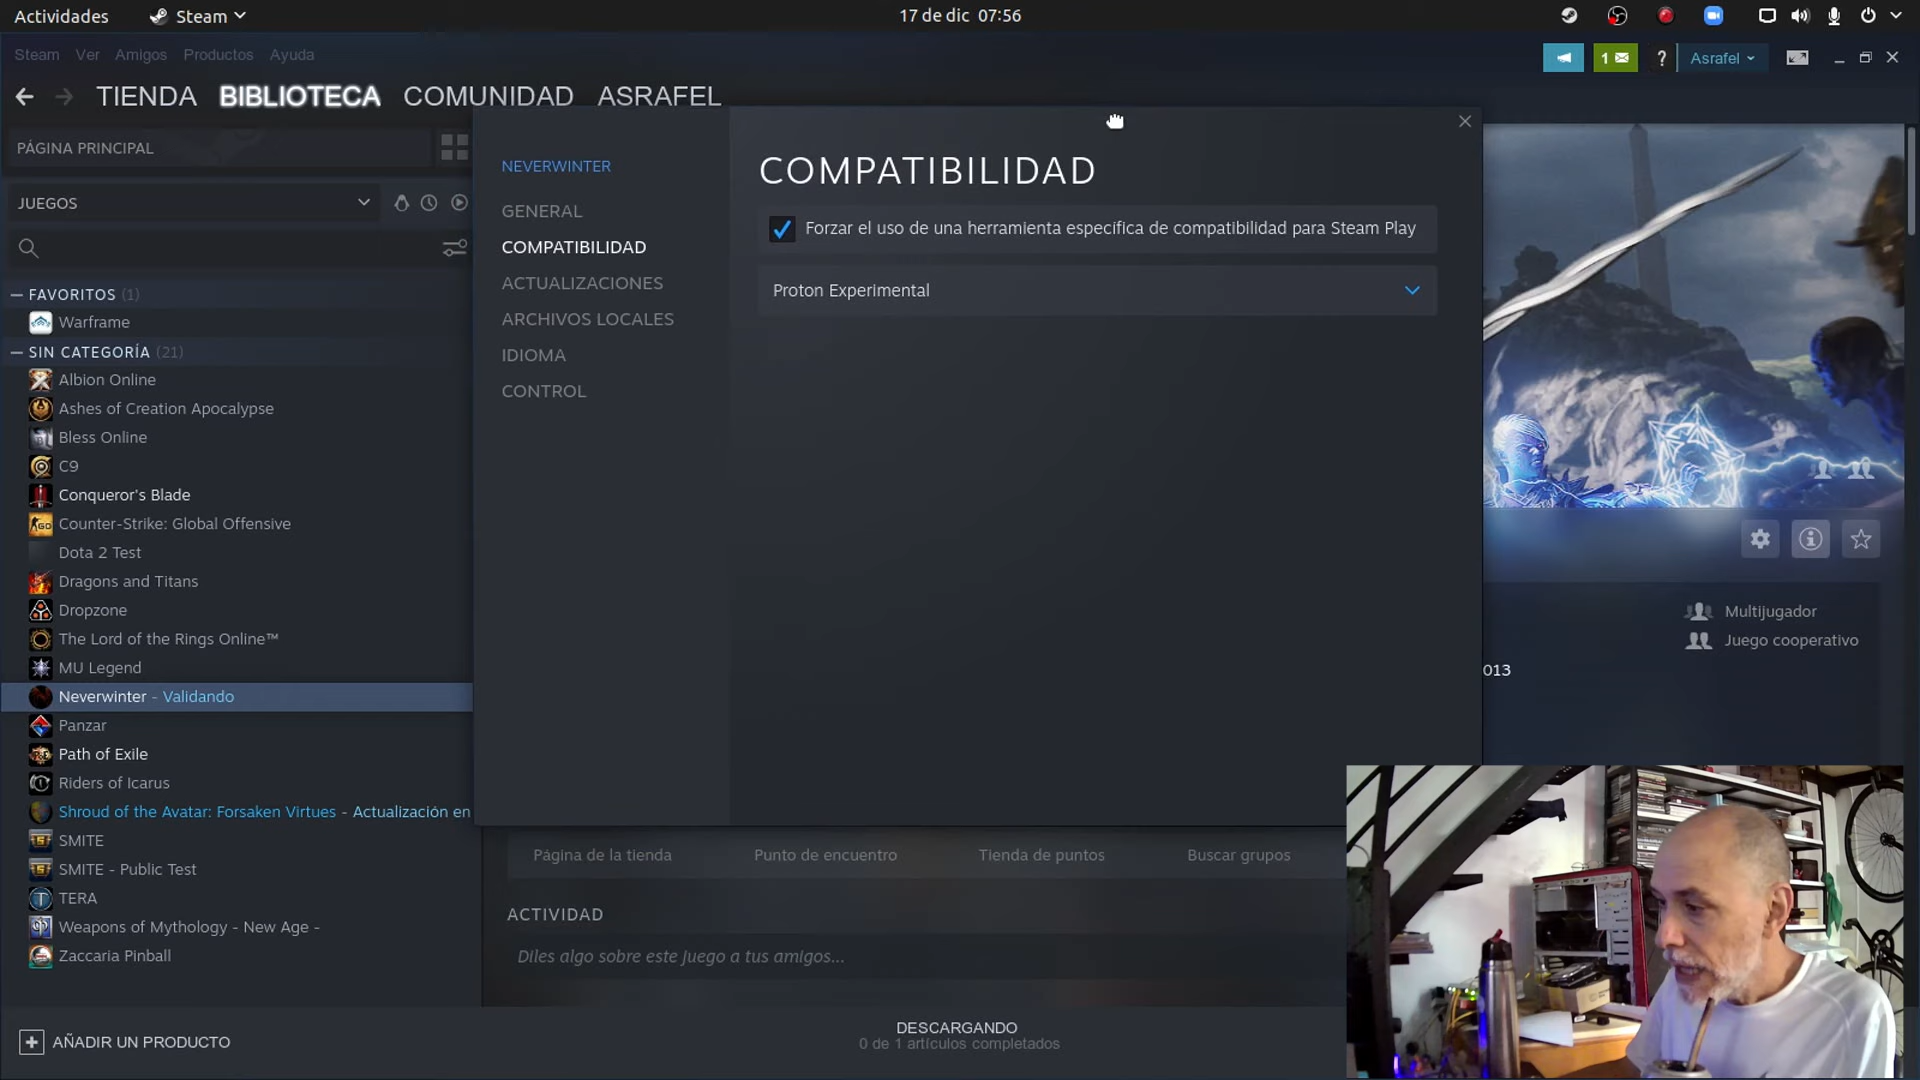 Actividades
Steam
17 de dic 07:56
Steam Ver Amigos Productos Ayuda
1
?
Asrafel
TIENDA BIBLIOTECA COMUNIDAD ASRAFEL
PÁGINA PRINCIPAL
JUEGOS
FAVORITOS (1)
Warframe
SIN CATEGORÍA (21)
Albion Online
Ashes of Creation Apocalypse
Bless Online
C9
Conqueror's Blade
Counter-Strike: Global Offensive
Dota 2 Test
Dragons and Titans
Dropzone
The Lord of the Rings Online™
MU Legend
Neverwinter - Validando
Panzar
Path of Exile
Riders of Icarus
Shroud of the Avatar: Forsaken Virtues - Actualización en
SMITE
SMITE - Public Test
TERA
Weapons of Mythology - New Age -
Zaccaria Pinball
AÑADIR UN PRODUCTO
NEVERWINTER
GENERAL
COMPATIBILIDAD
ACTUALIZACIONES
ARCHIVOS LOCALES
IDIOMA
CONTROL
COMPATIBILIDAD
Forzar el uso de una herramienta específica de compatibilidad para Steam Play
Proton Experimental
Multijugador
Juego cooperativo
013
Página de la tienda
Punto de encuentro
Tienda de puntos
Buscar grupos
ACTIVIDAD
Diles algo sobre este juego a tus amigos...
DESCARGANDO
0 de 1 artículos completados